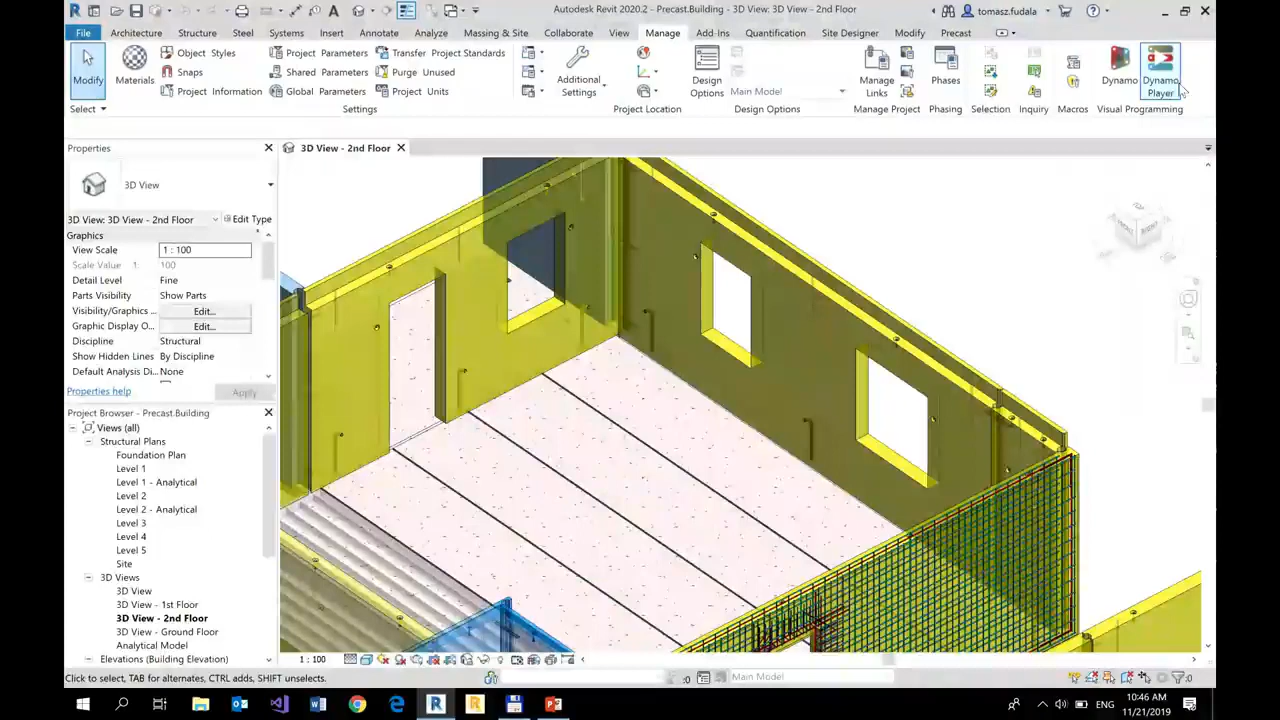 Autodesk Revit 2020.2 - Precast.Building - 3D View: 3D View - 2nd Floor
tomasz.fudala
File Architecture Structure Steel Systems Insert Annotate Analyze Massing & Site Collaborate View Manage Add-Ins Quantification Site Designer Modify Precast
Modify
Materials
Object Styles
Snaps
Project Information
Project Parameters
Shared Parameters
Global Parameters
Transfer Project Standards
Purge Unused
Project Units
Additional Settings
Design Options
Main Model
Manage Links
Phases
Dynamo
Dynamo Player
Select
Settings
Project Location
Design Options
Manage Project
Phasing
Selection
Inquiry
Macros
Visual Programming
Properties
3D View - 2nd Floor
3D View
3D View: 3D View - 2nd Floor
Edit Type
Graphics
View Scale 1 : 100
Scale Value 1: 100
Detail Level Fine
Parts Visibility Show Parts
Visibility/Graphics ... Edit...
Graphic Display O... Edit...
Discipline Structural
Show Hidden Lines By Discipline
Default Analysis Di... None
Properties help
Apply
Project Browser - Precast.Building
Views (all)
Structural Plans
Foundation Plan
Level 1
Level 1 - Analytical
Level 2
Level 2 - Analytical
Level 3
Level 4
Level 5
Site
3D Views
3D View
3D View - 1st Floor
3D View - 2nd Floor
3D View - Ground Floor
Analytical Model
Elevations (Building Elevation)
1 : 100
Click to select, TAB for alternates, CTRL adds, SHIFT unselects.
:0
Main Model
:0
10:46 AM
11/21/2019